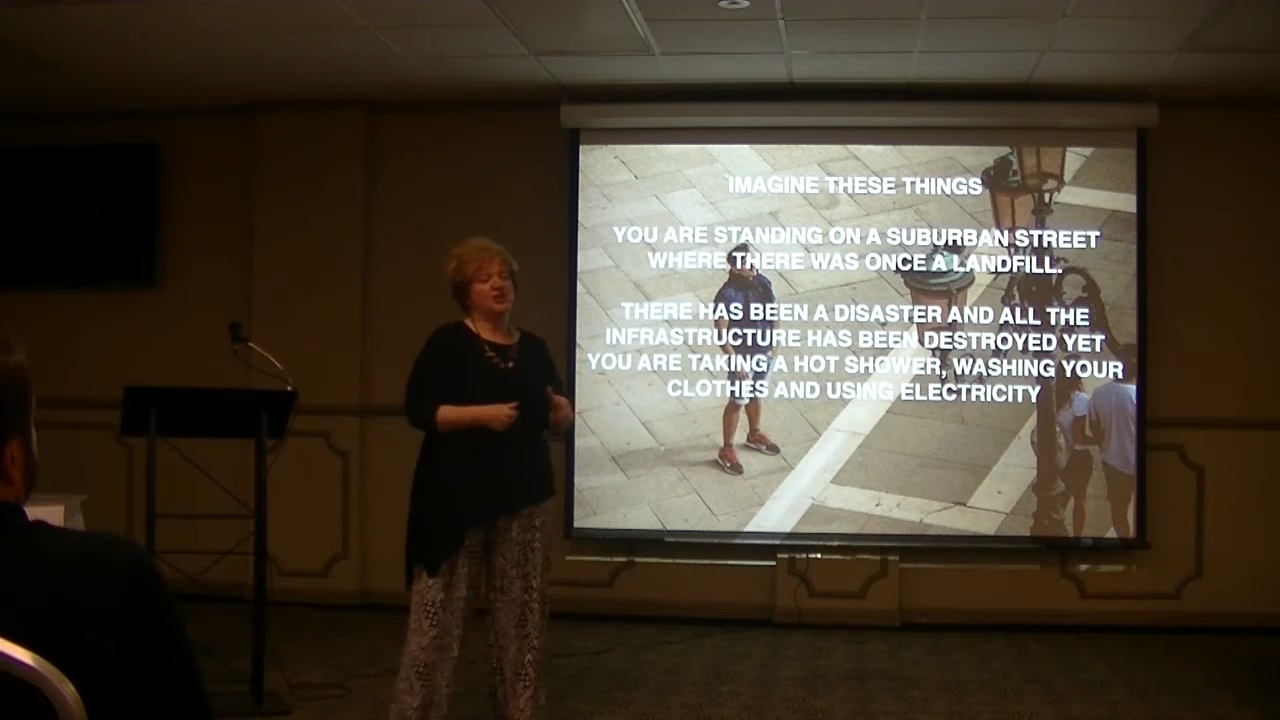 IMAGINE THESE THINGS
YOU ARE STANDING ON A SUBURBAN STREET
WHERE THERE WAS ONCE A LANDFILL.
THERE HAS BEEN A DISASTER AND ALL THE
INFRASTRUCTURE HAS BEEN DESTROYED YET
YOU ARE TAKING A HOT SHOWER, WASHING YOUR
CLOTHES AND USING ELECTRICITY